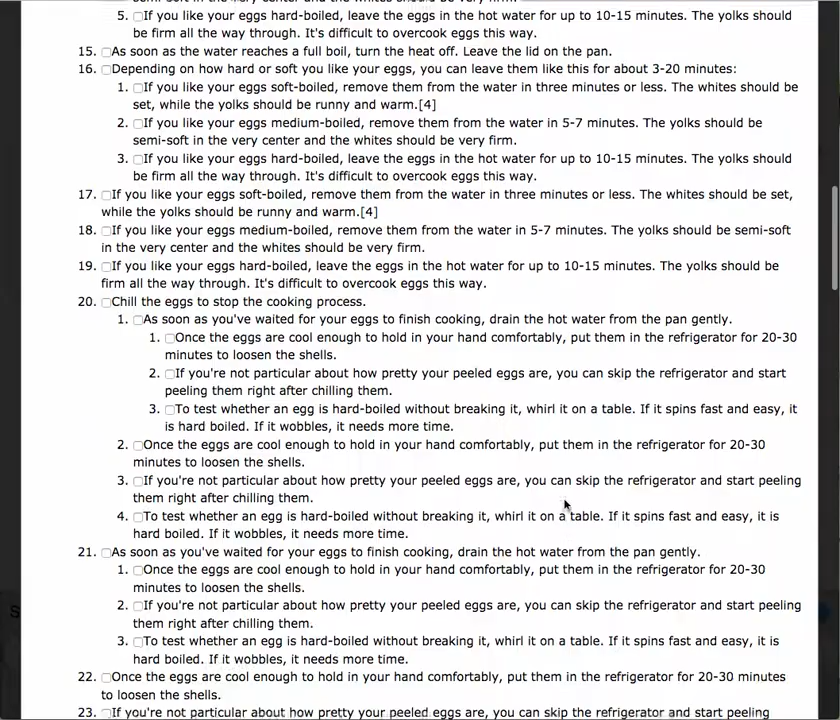 5. If you like your eggs hard-boiled, leave the eggs in the hot water for up to 10-15 minutes. The yolks should
be firm all the way through. It's difficult to overcook eggs this way.
15. As soon as the water reaches a full boil, turn the heat off. Leave the lid on the pan.
16. Depending on how hard or soft you like your eggs, you can leave them like this for about 3-20 minutes:
1. If you like your eggs soft-boiled, remove them from the water in three minutes or less. The whites should be
set, while the yolks should be runny and warm.[4]
2. If you like your eggs medium-boiled, remove them from the water in 5-7 minutes. The yolks should be
semi-soft in the very center and the whites should be very firm.
3. If you like your eggs hard-boiled, leave the eggs in the hot water for up to 10-15 minutes. The yolks should
be firm all the way through. It's difficult to overcook eggs this way.
17. If you like your eggs soft-boiled, remove them from the water in three minutes or less. The whites should be set,
while the yolks should be runny and warm.[4]
18. If you like your eggs medium-boiled, remove them from the water in 5-7 minutes. The yolks should be semi-soft
in the very center and the whites should be very firm.
19. If you like your eggs hard-boiled, leave the eggs in the hot water for up to 10-15 minutes. The yolks should be
firm all the way through. It's difficult to overcook eggs this way.
20. Chill the eggs to stop the cooking process.
1. As soon as you've waited for your eggs to finish cooking, drain the hot water from the pan gently.
1. Once the eggs are cool enough to hold in your hand comfortably, put them in the refrigerator for 20-30
minutes to loosen the shells.
2. If you're not particular about how pretty your peeled eggs are, you can skip the refrigerator and start
peeling them right after chilling them.
3. To test whether an egg is hard-boiled without breaking it, whirl it on a table. If it spins fast and easy, it
is hard boiled. If it wobbles, it needs more time.
2. Once the eggs are cool enough to hold in your hand comfortably, put them in the refrigerator for 20-30
minutes to loosen the shells.
3. If you're not particular about how pretty your peeled eggs are, you can skip the refrigerator and start peeling
them right after chilling them.
4. To test whether an egg is hard-boiled without breaking it, whirl it on a table. If it spins fast and easy, it is
hard boiled. If it wobbles, it needs more time.
21. As soon as you've waited for your eggs to finish cooking, drain the hot water from the pan gently.
1. Once the eggs are cool enough to hold in your hand comfortably, put them in the refrigerator for 20-30
minutes to loosen the shells.
2. If you're not particular about how pretty your peeled eggs are, you can skip the refrigerator and start peeling
them right after chilling them.
3. To test whether an egg is hard-boiled without breaking it, whirl it on a table. If it spins fast and easy, it is
hard boiled. If it wobbles, it needs more time.
22. Once the eggs are cool enough to hold in your hand comfortably, put them in the refrigerator for 20-30 minutes
to loosen the shells.
23. If you're not particular about how pretty your peeled eggs are, you can skip the refrigerator and start peeling